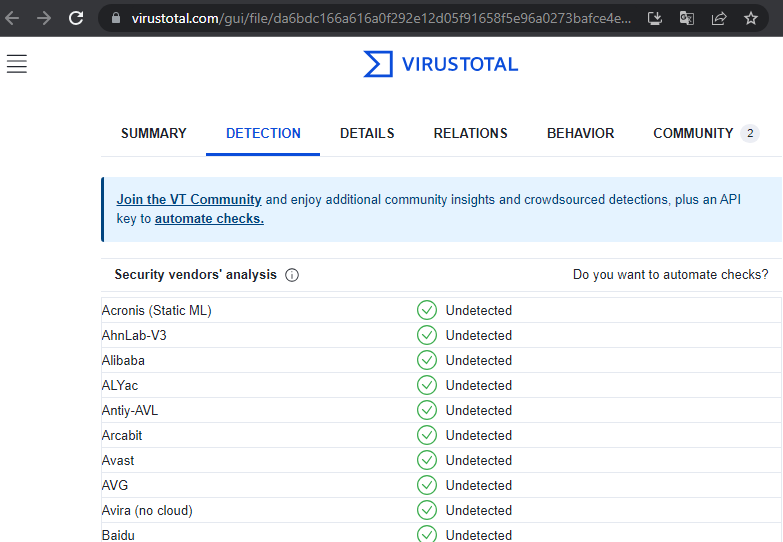 virustotal.com/gui/file/da6bdc166a616a0f292e12d05f91658f5e96a0273bafce4e...
VIRUSTOTAL
SUMMARY DETECTION DETAILS RELATIONS BEHAVIOR COMMUNITY 2
Join the VT Community and enjoy additional community insights and crowdsourced detections, plus an API
key to automate checks.
Security vendors' analysis Do you want to automate checks?
Acronis (Static ML) Undetected
AhnLab-V3 Undetected
Alibaba Undetected
ALYac Undetected
Antiy-AVL Undetected
Arcabit Undetected
Avast Undetected
AVG Undetected
Avira (no cloud) Undetected
Baidu Undetected